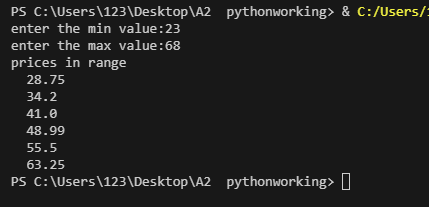 PS C:\Users\123\Desktop\A2  pythonworking> & C:/Users/
enter the min value:23
enter the max value:68
prices in range
  28.75
  34.2
  41.0
  48.99
  55.5
  63.25
PS C:\Users\123\Desktop\A2  pythonworking>